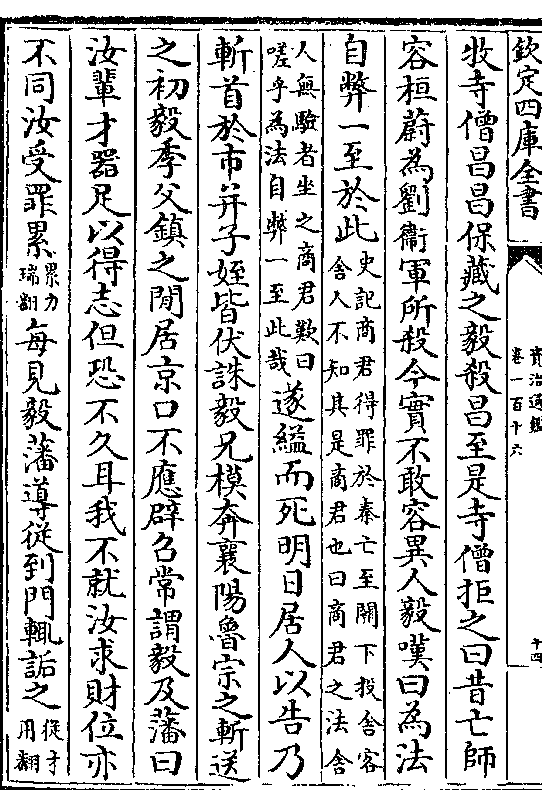 欽定四庫全書
資治通鑑
卷一百十六
十四
牧寺僧昌昌保藏之毅殺昌至是寺僧拒之曰昔亡師
容桓蔚為劉衞軍所殺今實不敢容異人毅嘆曰為法
自弊一至於此史記商君得罪於秦亡至關下投舍客
舍人不知其是商君也曰商君之法舍
人無驗者坐之商君歎曰
嗟乎為法自弊一至此哉遂縊而死明日居人以告乃
斬首於市并子姪皆伏誅毅兄模奔襄陽魯宗之斬送
之初毅季父鎮之閒居京口不應辟召常謂毅及藩曰
汝輩才器足以得志但恐不久耳我不就汝求財位亦
不同汝受罪累累力
瑞翻每見毅藩導從到門輒詬之從才
用翻